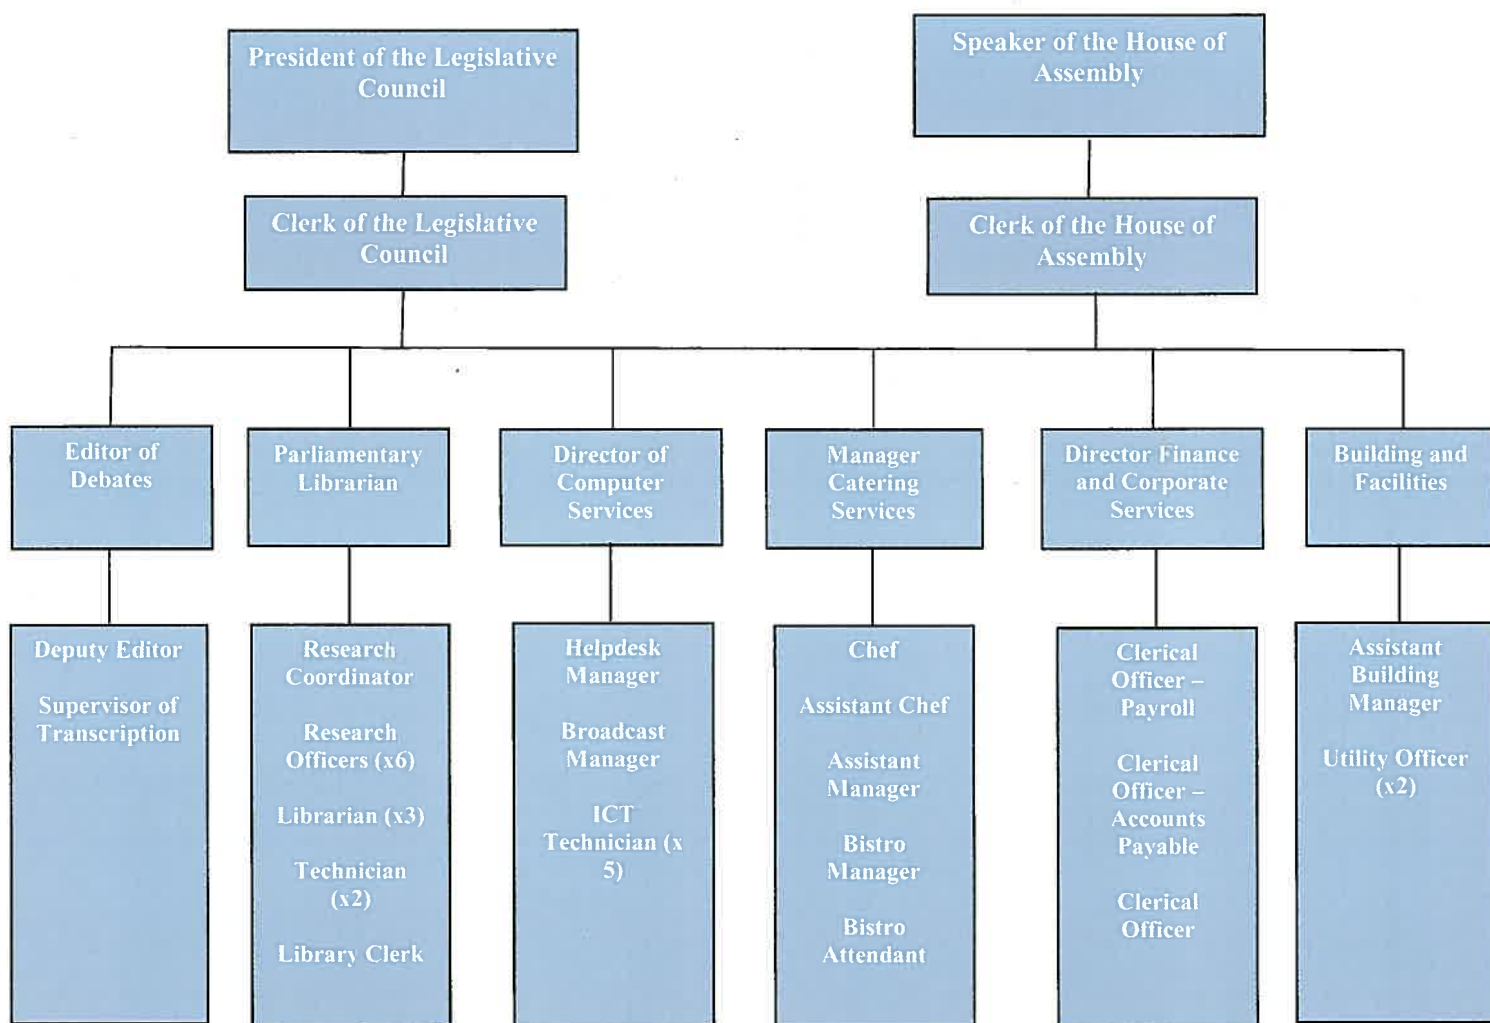 President of the Legislative
Council
Speaker of the House of
Assembly
Clerk of the Legislative
Council
Clerk of the House of
Assembly
Editor of
Debates
Parliamentary
Librarian
Director of
Computer
Services
Manager
Catering
Services
Director Finance
and Corporate
Services
Building and
Facilities
Deputy Editor
Supervisor of
Transcription
Research
Coordinator
Research
Officers (x6)
Librarian (x3)
Technician
(x2)
Library Clerk
Helpdesk
Manager
Broadcast
Manager
ICT
Technician (x
5)
Chef
Assistant Chef
Assistant
Manager
Bistro
Manager
Bistro
Attendant
Clerical
Officer –
Payroll
Clerical
Officer –
Accounts
Payable
Clerical
Officer
Assistant
Building
Manager
Utility Officer
(x2)